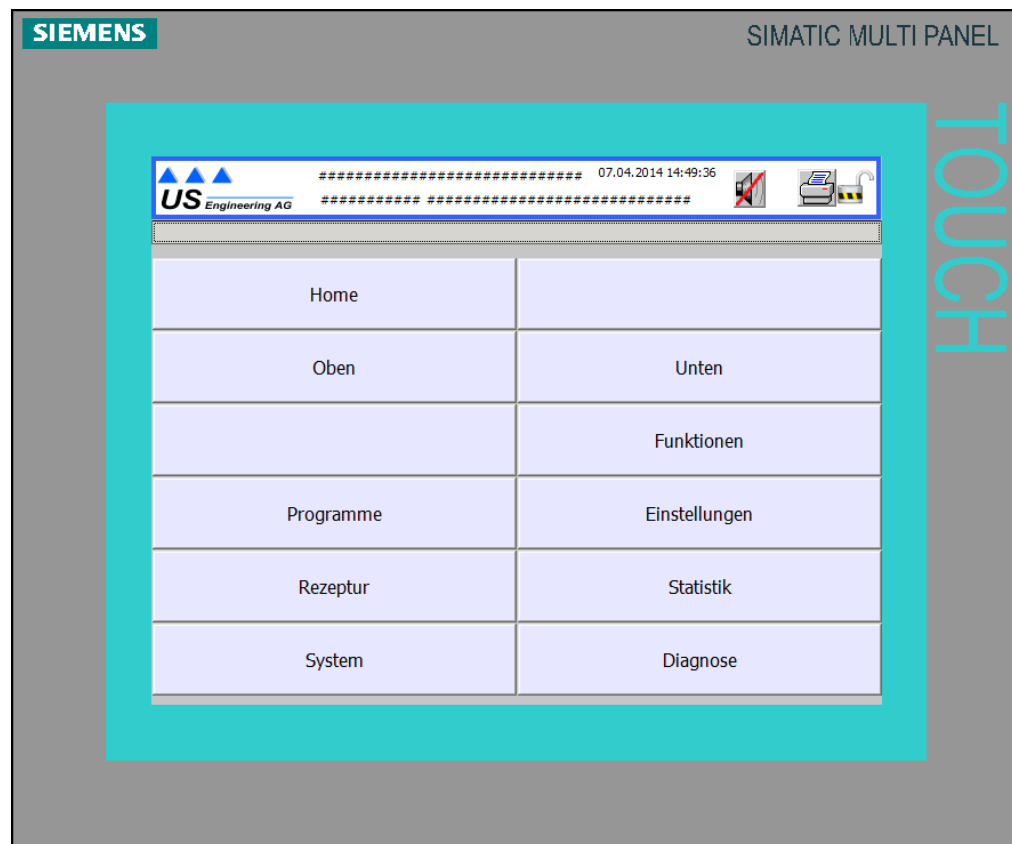 SIEMENS
SIMATIC MULTI PANEL
TOUCH
############################ 07.04.2014 14:49:36
US Engineering AG
########### ############################
Home
Oben
Unten
Funktionen
Programme
Einstellungen
Rezeptur
Statistik
System
Diagnose